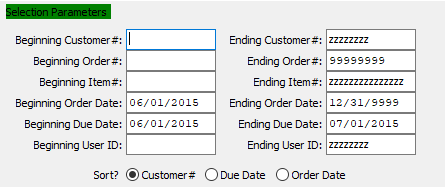 Selection Parameters
Beginning Customer#: Ending Customer#: zzzzzzzz
Beginning Order#: Ending Order#: 99999999
Beginning Item#: Ending Item#: zzzzzzzzzzzzzzz
Beginning Order Date: 06/01/2015 Ending Order Date: 12/31/9999
Beginning Due Date: 06/01/2015 Ending Due Date: 07/01/2015
Beginning User ID: Ending User ID: zzzzzzzz
Sort? Customer# Due Date Order Date